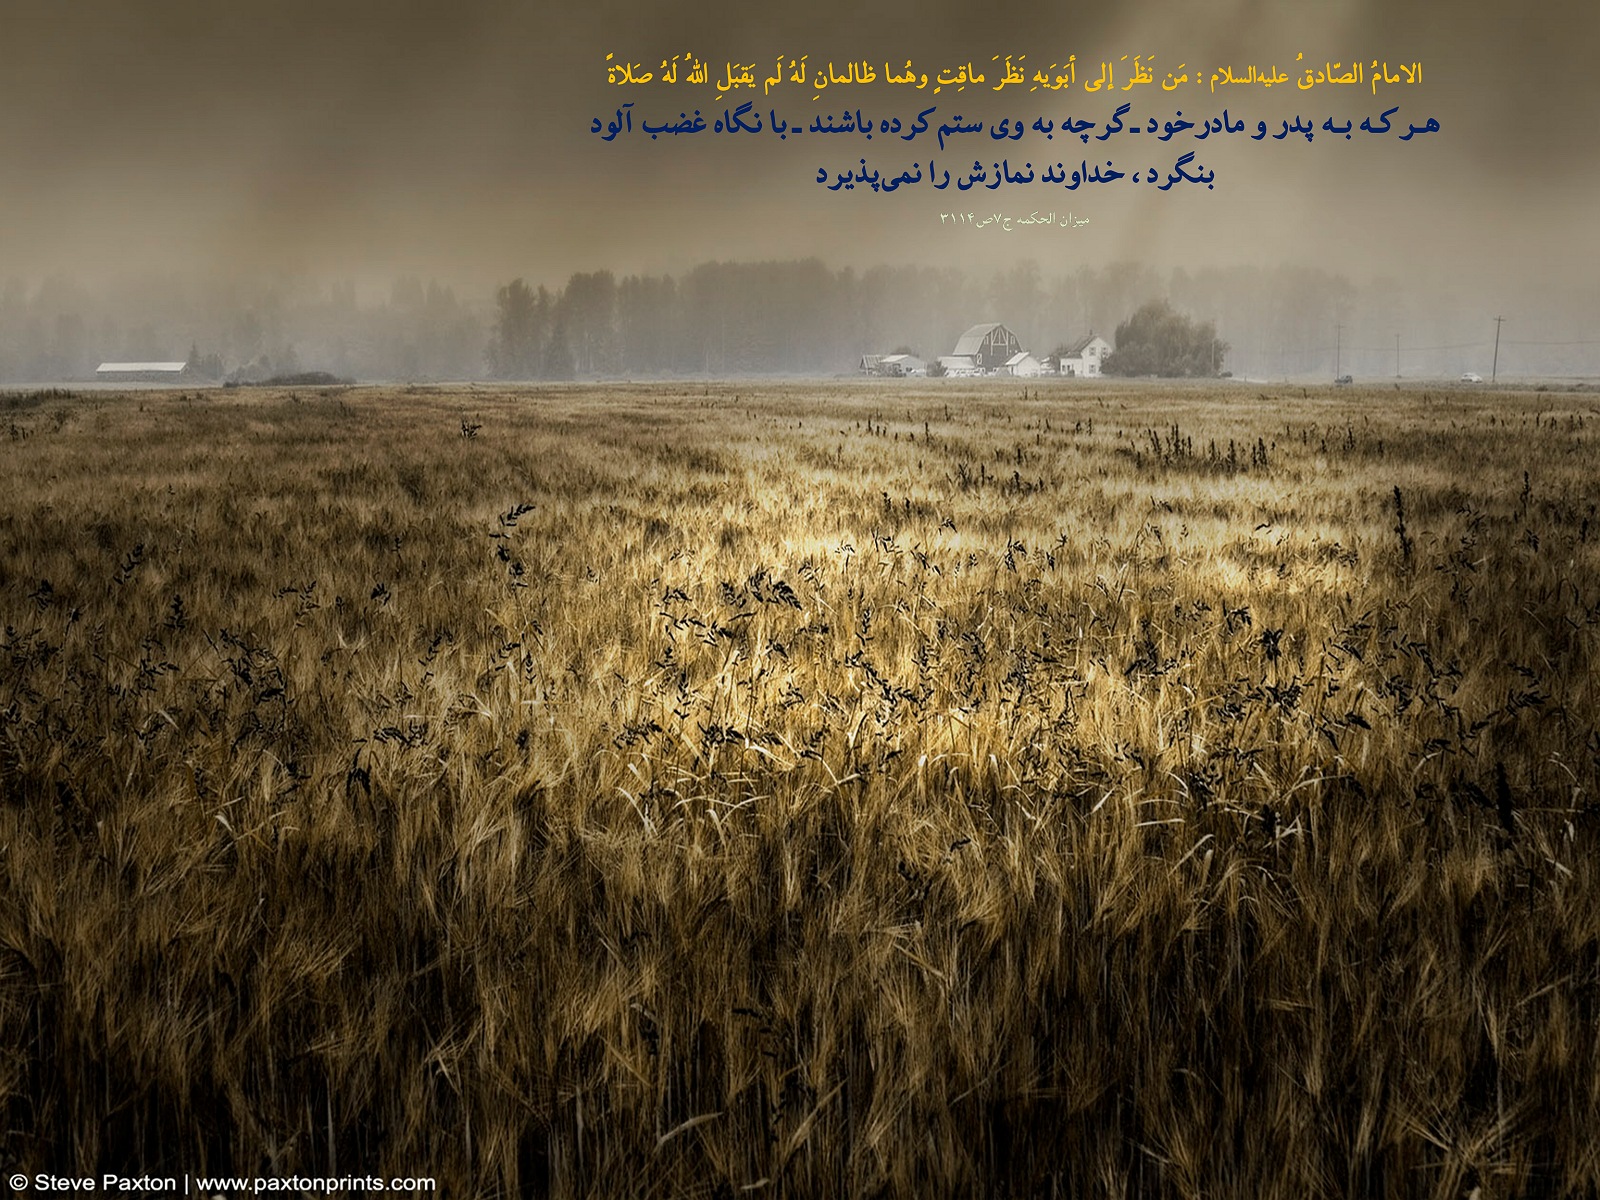 الامامُ الصّادقُ علیه‌السلام : مَن نَظَرَ إلی أبَوَیهِ نَظَرَ ماقِتٍ وهُما ظالمانِ لَهُ لَم یَقبَلِ اللهُ لَهُ صَلاةً
هر که به پدر و مادرخود ـ گرچه به وی ستم کرده باشند ـ با نگاه غضب آلود
بنگرد ، خداوند نمازش را نمی‌پذیرد
میزان الحکمه ج۷ص۳۱۱۴
© Steve Paxton | www.paxtonprints.com